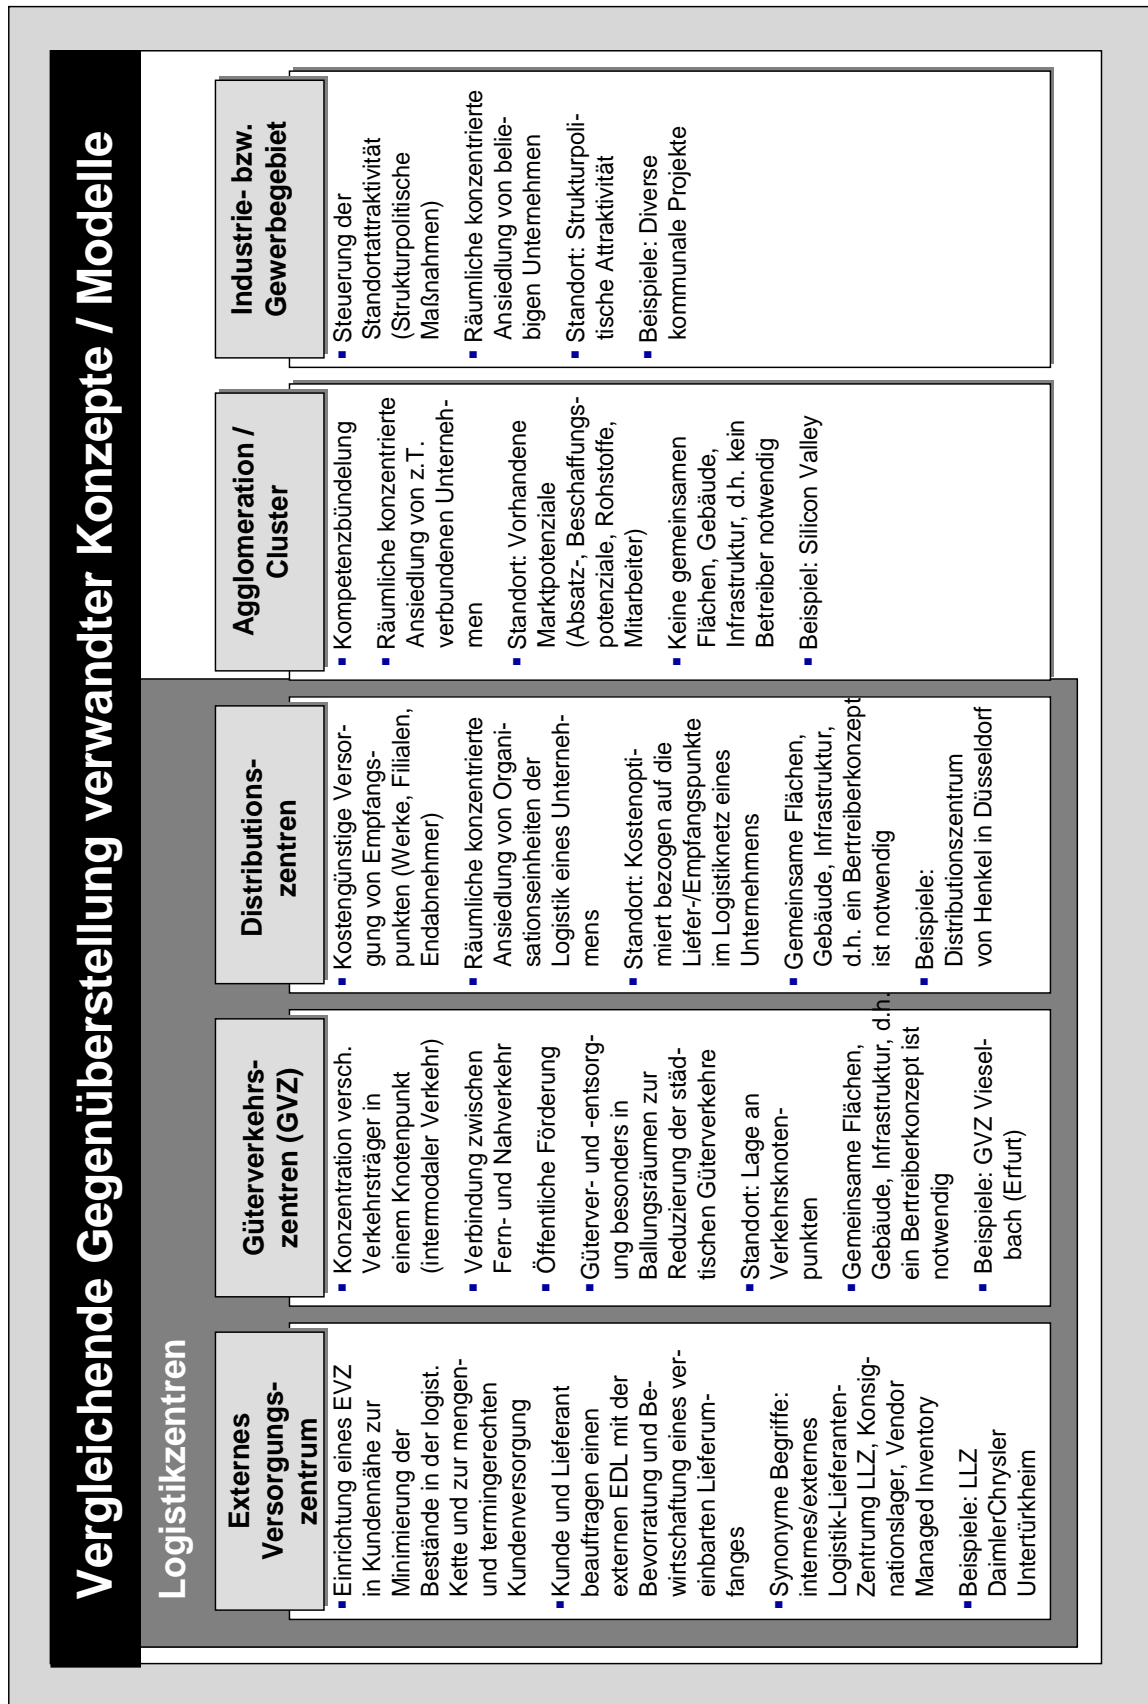 Vergleichende Gegenüberstellung verwandter Konzepte / Modelle
Logistikzentren
Externes
Versorgungs-
zentrum
Einrichtung eines EVZ
in Kundennähe zur
Minimierung der
Bestände in der logist.
Kette und zur mengen-
und termingerechten
Kundenversorgung
Kunde und Lieferant
beauftragen einen
externen EDL mit der
Bevorratung und Be-
wirtschaftung eines ver-
einbarten Lieferum-
fanges
Synonyme Begriffe:
internes/externes
Logistik-Lieferanten-
Zentrum LLZ, Konsig-
nationslager, Vendor
Managed Inventory
Beispiele: LLZ
DaimlerChrysler
Untertürkheim
Güterverkehrs-
zentren (GVZ)
Konzentration versch.
Verkehrsträger in
einem Knotenpunkt
(intermodaler Verkehr)
Verbindung zwischen
Fern- und Nahverkehr
Öffentliche Förderung
Güterver- und -entsorg-
ung besonders in
Ballungsräumen zur
Reduzierung der städ-
tischen Güterverkehre
Standort: Lage an
Verkehrsknoten-
punkten
Gemeinsame Flächen,
Gebäude, Infrastruktur, d.h.
ein Bertreiberkonzept ist
notwendig
Beispiele: GVZ Viesel-
bach (Erfurt)
Distributions-
zentren
Kostengünstige Versor-
gung von Empfangs-
punkten (Werke, Filialen,
Endabnehmer)
Räumliche konzentrierte
Ansiedlung von Organi-
sationseinheiten der
Logistik eines Unterneh-
mens
Standort: Kostenopti-
miert bezogen auf die
Liefer-/Empfangspunkte
im Logistiknetz eines
Unternehmens
Gemeinsame Flächen,
Gebäude, Infrastruktur,
d.h. ein Bertreiberkonzept
ist notwendig
Beispiele:
Distributionszentrum
von Henkel in Düsseldorf
Agglomeration /
Cluster
Kompetenzbündelung
Räumliche konzentrierte
Ansiedlung von z.T.
verbundenen Unterneh-
men
Standort: Vorhandene
Marktpotenziale
(Absatz-, Beschaffungs-
potenziale, Rohstoffe,
Mitarbeiter)
Keine gemeinsamen
Flächen, Gebäude,
Infrastruktur, d.h. kein
Betreiber notwendig
Beispiel: Silicon Valley
Industrie- bzw.
Gewerbegebiet
Steuerung der
Standortattraktivität
(Strukturpolitische
Maßnahmen)
Räumliche konzentrierte
Ansiedlung von belie-
bigen Unternehmen
Standort: Strukturpoli-
tische Attraktivität
Beispiele: Diverse
kommunale Projekte